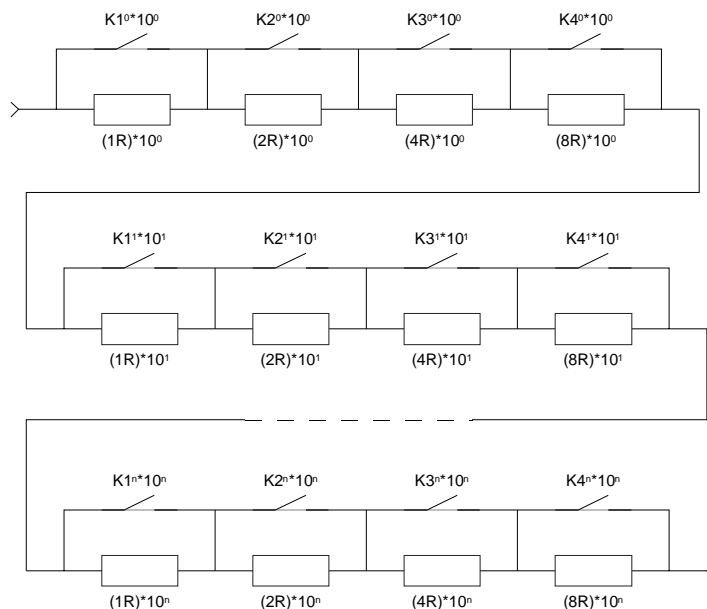 K1⁰*10⁰ K2⁰*10⁰ K3⁰*10⁰ K4⁰*10⁰
(1R)*10⁰ (2R)*10⁰ (4R)*10⁰ (8R)*10⁰
K1¹*10¹ K2¹*10¹ K3¹*10¹ K4¹*10¹
(1R)*10¹ (2R)*10¹ (4R)*10¹ (8R)*10¹
K1ⁿ*10ⁿ K2ⁿ*10ⁿ K3ⁿ*10ⁿ K4ⁿ*10ⁿ
(1R)*10ⁿ (2R)*10ⁿ (4R)*10ⁿ (8R)*10ⁿ